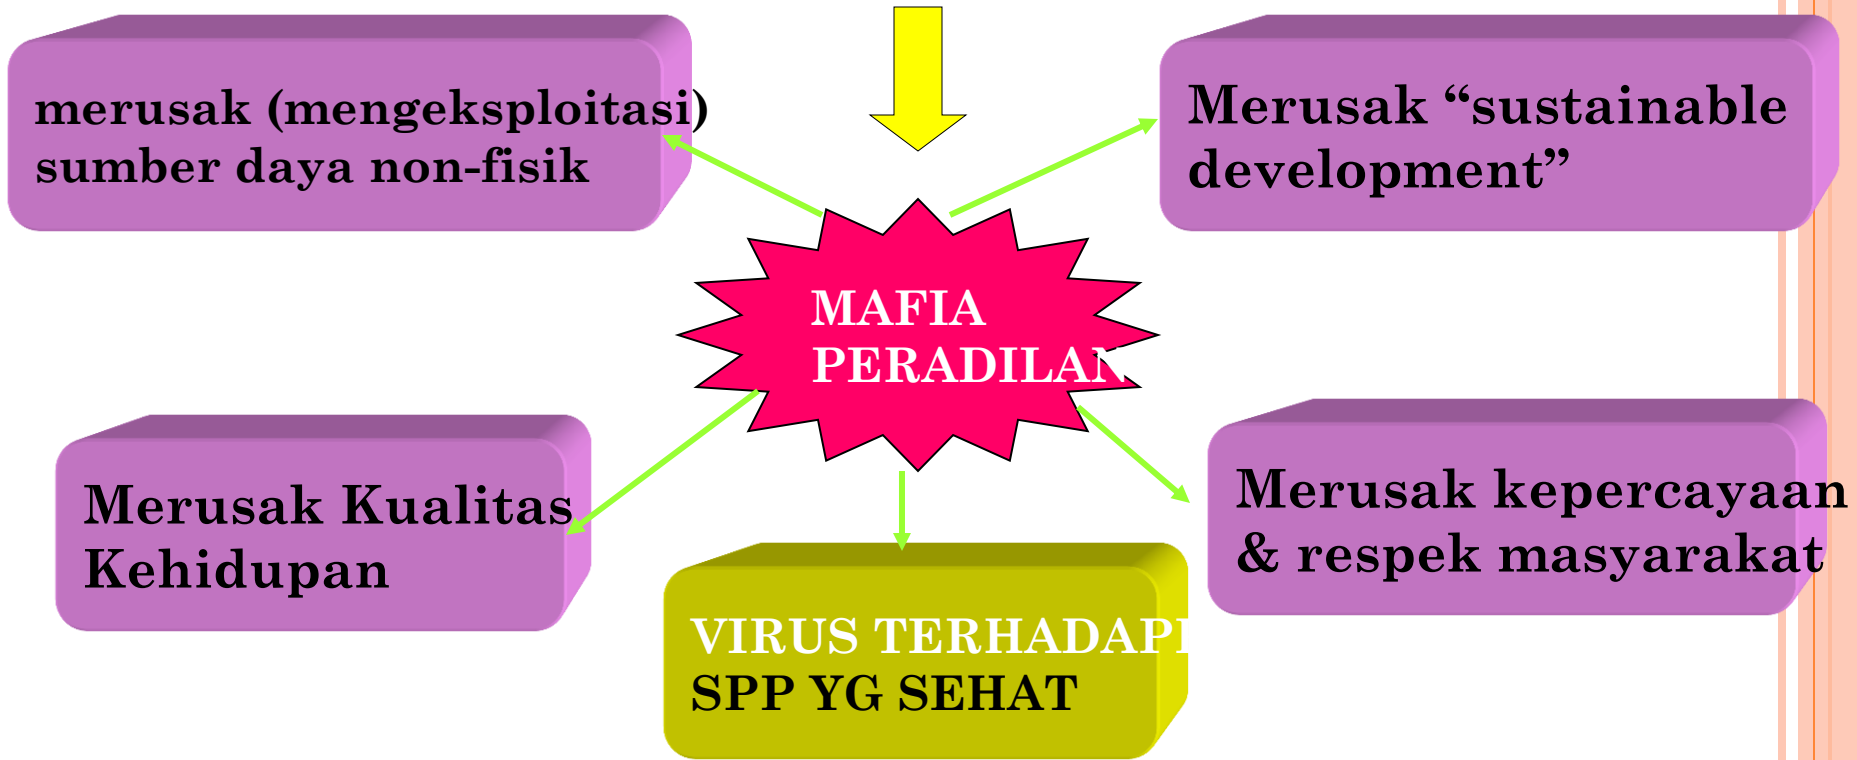 merusak (mengeksploitasi)
sumber daya non-fisik
Merusak “sustainable
development”
MAFIA
PERADILAN
Merusak Kualitas
Kehidupan
Merusak kepercayaan
& respek masyarakat
VIRUS TERHADAP
SPP YG SEHAT